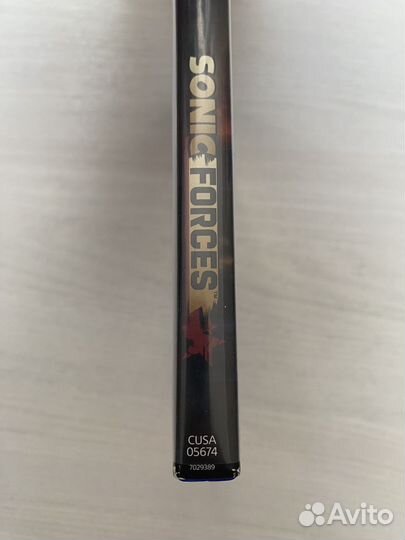 SONIC FORCES
CUSA
05674
7029389
Avito